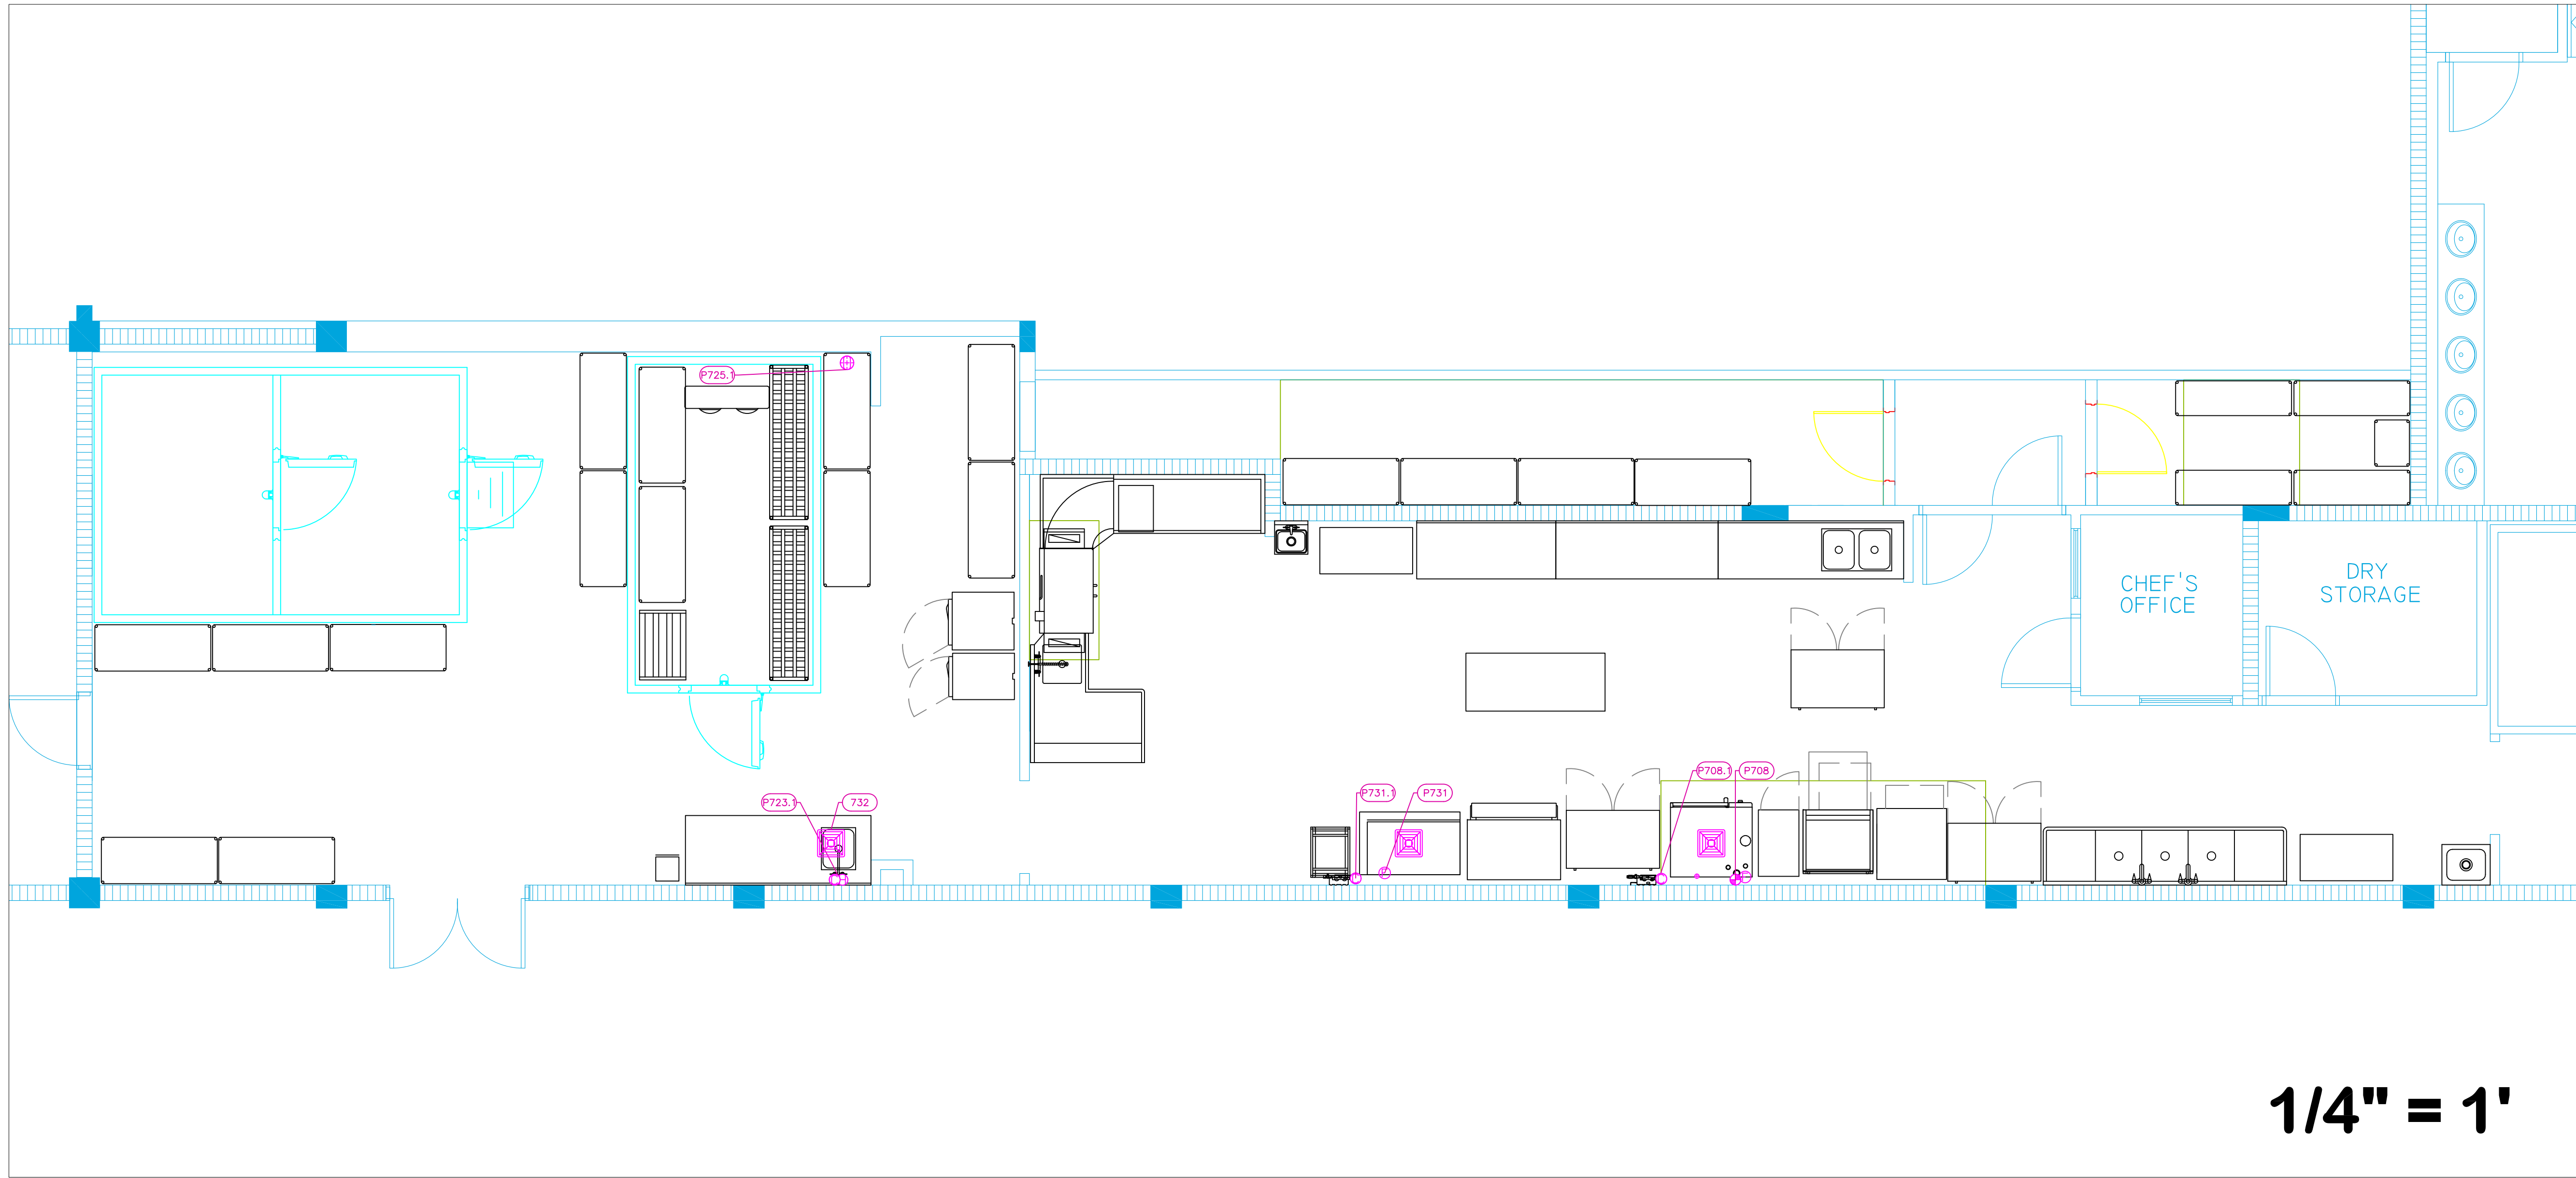 P725.1
CHEF'S
OFFICE
DRY
STORAGE
P723.1
732
P731.1
P731
P708.1
P708
1/4" = 1'